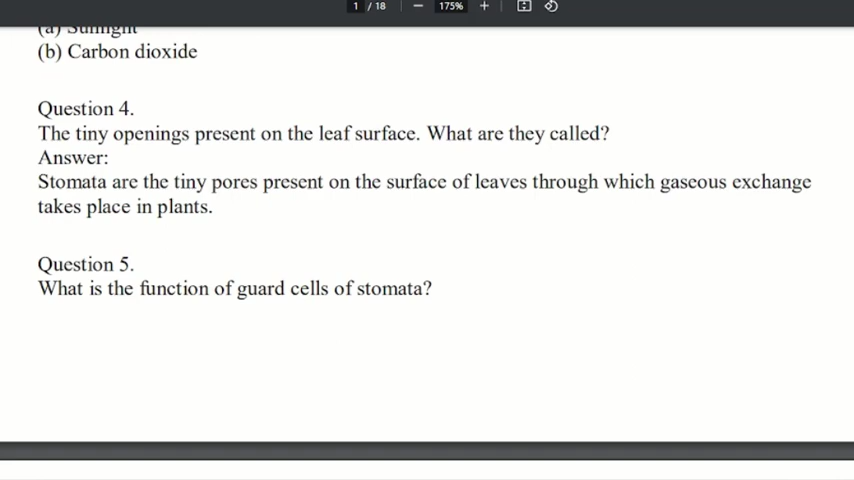 1 / 18 — 175% +
(a) Sunlight
(b) Carbon dioxide
Question 4.
The tiny openings present on the leaf surface. What are they called?
Answer:
Stomata are the tiny pores present on the surface of leaves through which gaseous exchange
takes place in plants.
Question 5.
What is the function of guard cells of stomata?